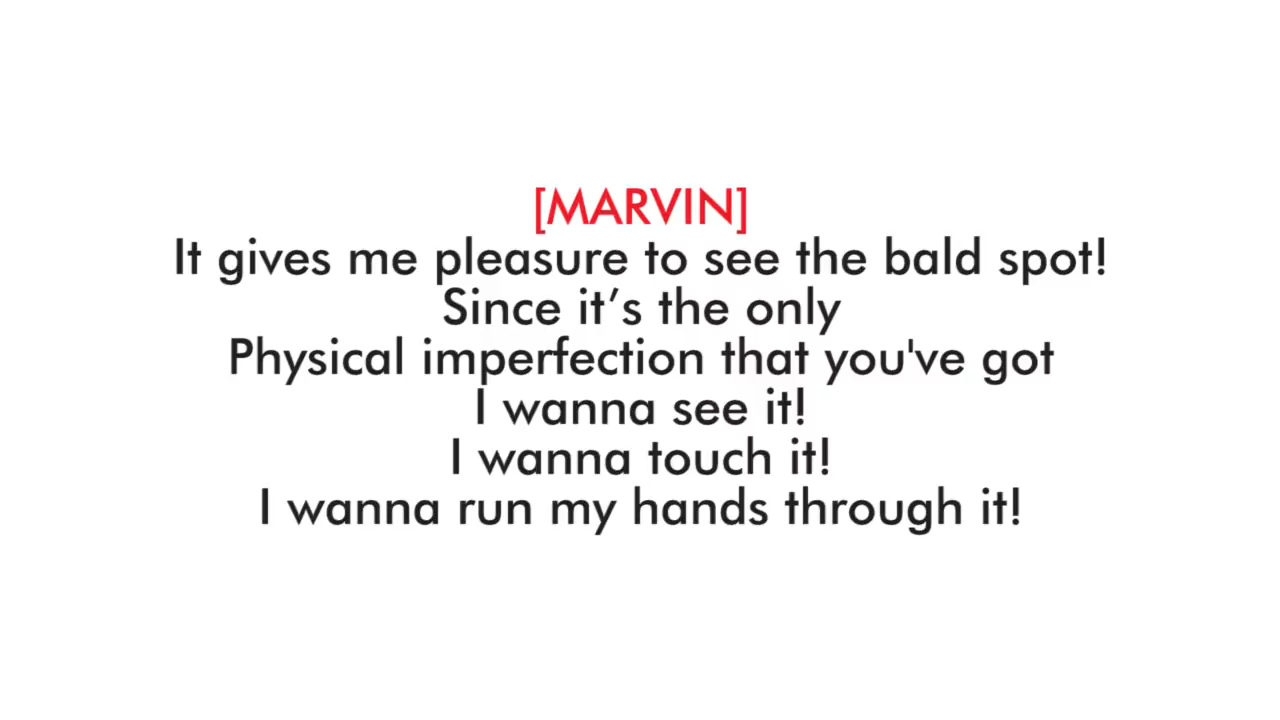 [MARVIN]
It gives me pleasure to see the bald spot!
Since it’s the only
Physical imperfection that you've got
I wanna see it!
I wanna touch it!
I wanna run my hands through it!